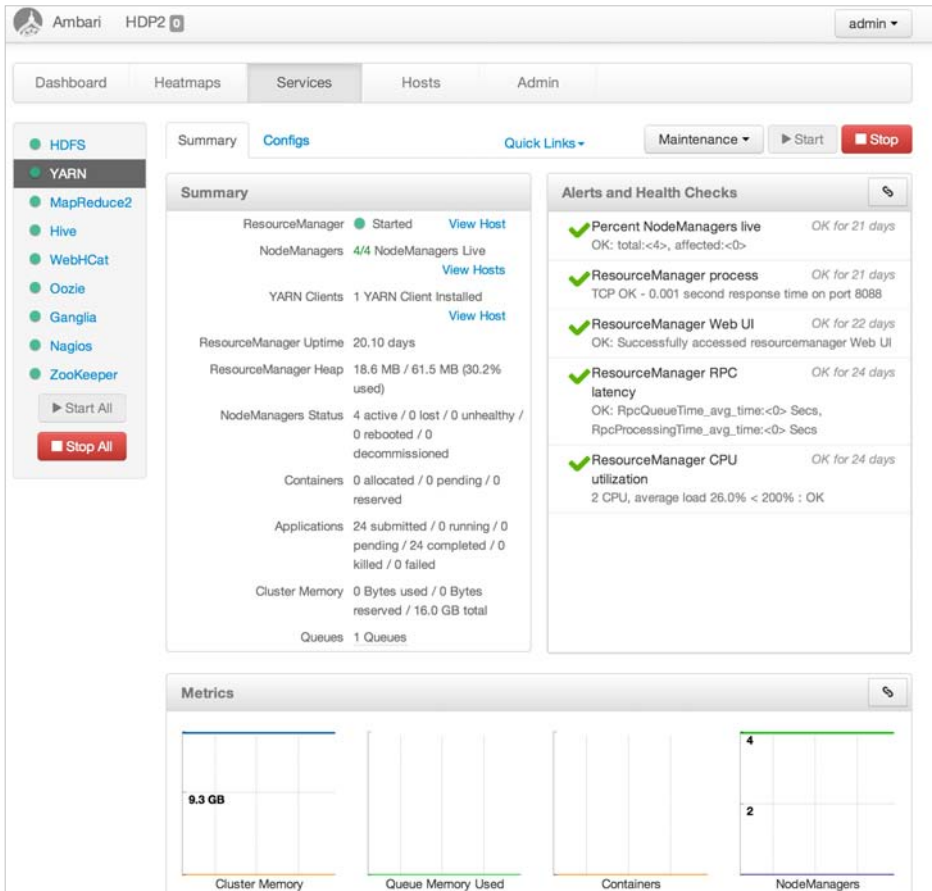 Ambari HDP2 0 admin
Dashboard Heatmaps Services Hosts Admin
HDFS
YARN
MapReduce2
Hive
WebHCat
Oozie
Ganglia
Nagios
ZooKeeper
Start All
Stop All
Summary Configs Quick Links Maintenance Start Stop
Summary
ResourceManager Started View Host
NodeManagers 4/4 NodeManagers Live
View Hosts
YARN Clients 1 YARN Client Installed
View Host
ResourceManager Uptime 20.10 days
ResourceManager Heap 18.6 MB / 61.5 MB (30.2%
used)
NodeManagers Status 4 active / 0 lost / 0 unhealthy /
0 rebooted / 0
decommissioned
Containers 0 allocated / 0 pending / 0
reserved
Applications 24 submitted / 0 running / 0
pending / 24 completed / 0
killed / 0 failed
Cluster Memory 0 Bytes used / 0 Bytes
reserved / 16.0 GB total
Queues 1 Queues
Alerts and Health Checks
Percent NodeManagers live OK for 21 days
OK: total:<4>, affected:<0>
ResourceManager process OK for 21 days
TCP OK - 0.001 second response time on port 8088
ResourceManager Web UI OK for 22 days
OK: Successfully accessed resourcemanager Web UI
ResourceManager RPC OK for 24 days
latency
OK: RpcQueueTime_avg_time:<0> Secs,
RpcProcessingTime_avg_time:<0> Secs
ResourceManager CPU OK for 24 days
utilization
2 CPU, average load 26.0% < 200% : OK
Metrics
9.3 GB
Cluster Memory
Queue Memory Used
Containers
4
2
NodeManagers